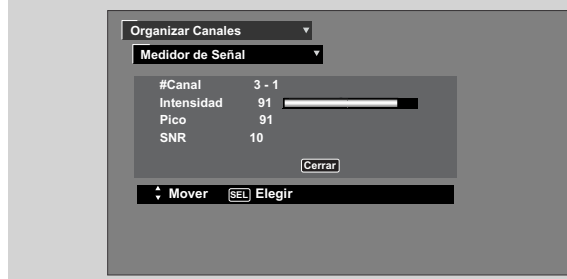 Organizar Canales
Medidor de Señal
#Canal 3 - 1
Intensidad 91
Pico 91
SNR 10
Cerrar
Mover SEL Elegir